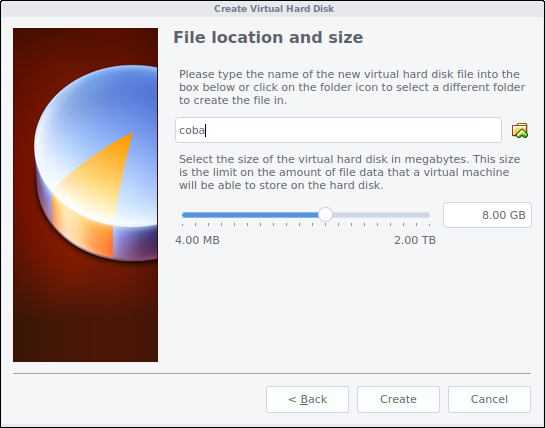 Create Virtual Hard Disk
File location and size
Please type the name of the new virtual hard disk file into the
box below or click on the folder icon to select a different folder
to create the file in.
coba
Select the size of the virtual hard disk in megabytes. This size
is the limit on the amount of file data that a virtual machine
will be able to store on the hard disk.
8.00 GB
4.00 MB 2.00 TB
< Back Create Cancel